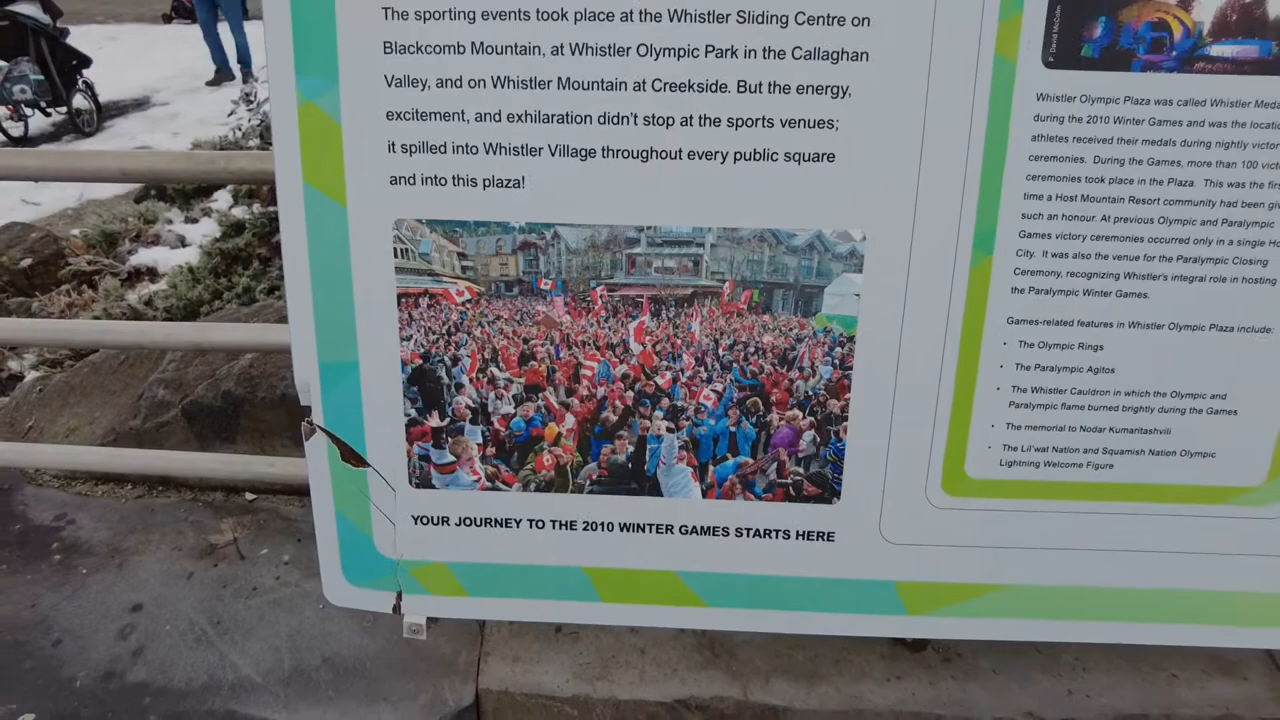 The sporting events took place at the Whistler Sliding Centre on
Blackcomb Mountain, at Whistler Olympic Park in the Callaghan
Valley, and on Whistler Mountain at Creekside. But the energy,
excitement, and exhilaration didn't stop at the sports venues;
it spilled into Whistler Village throughout every public square
and into this plaza!
YOUR JOURNEY TO THE 2010 WINTER GAMES STARTS HERE
P: David McColm
Whistler Olympic Plaza was called Whistler
during the 2010 Winter Games and was the
athletes received their medals during nightly
ceremonies. During the Games, more than 100
ceremonies took place in the Plaza. This was the
time a Host Mountain Resort community had been
such an honour. At previous Olympic and Paralympic
Games victory ceremonies occurred only in a single
City. It was also the venue for the Paralympic Closing
Ceremony, recognizing Whistler's integral role in hosting
the Paralympic Winter Games.
Games-related features in Whistler Olympic Plaza include:
• The Olympic Rings
• The Paralympic Agitos
• The Whistler Cauldron in which the Olympic and
Paralympic flame burned brightly during the Games
• The memorial to Nodar Kumaritashvili
• The Lil'wat Nation and Squamish Nation Olympic
Lightning Welcome Figure